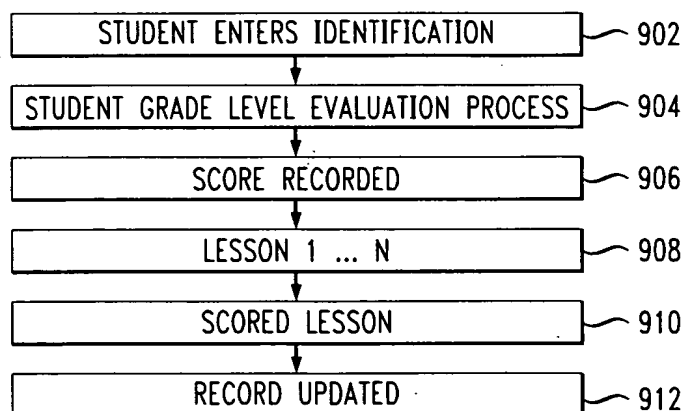 STUDENT ENTERS IDENTIFICATION 902
STUDENT GRADE LEVEL EVALUATION PROCESS 904
SCORE RECORDED 906
LESSON 1 ... N 908
SCORED LESSON 910
RECORD UPDATED 912